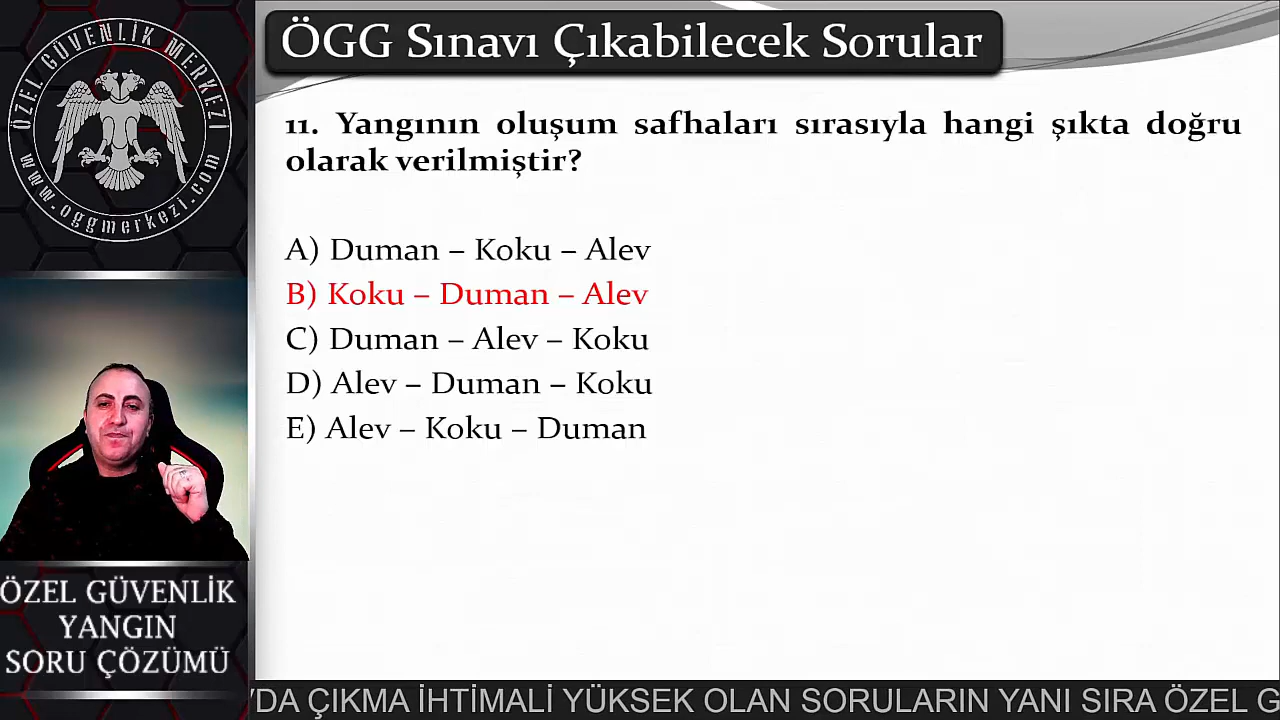 ÖZEL GÜVENLİK MERKEZİ
www.oggmerkezi.com
ÖGG Sınavı Çıkabilecek Sorular
11. Yangının oluşum safhaları sırasıyla hangi şıkta doğru
olarak verilmiştir?
A) Duman – Koku – Alev
B) Koku – Duman – Alev
C) Duman – Alev – Koku
D) Alev – Duman – Koku
E) Alev – Koku – Duman
ÖZEL GÜVENLİK
YANGIN
SORU ÇÖZÜMÜ
VDA ÇIKMA İHTİMALİ YÜKSEK OLAN SORULARIN YANI SIRA ÖZEL G